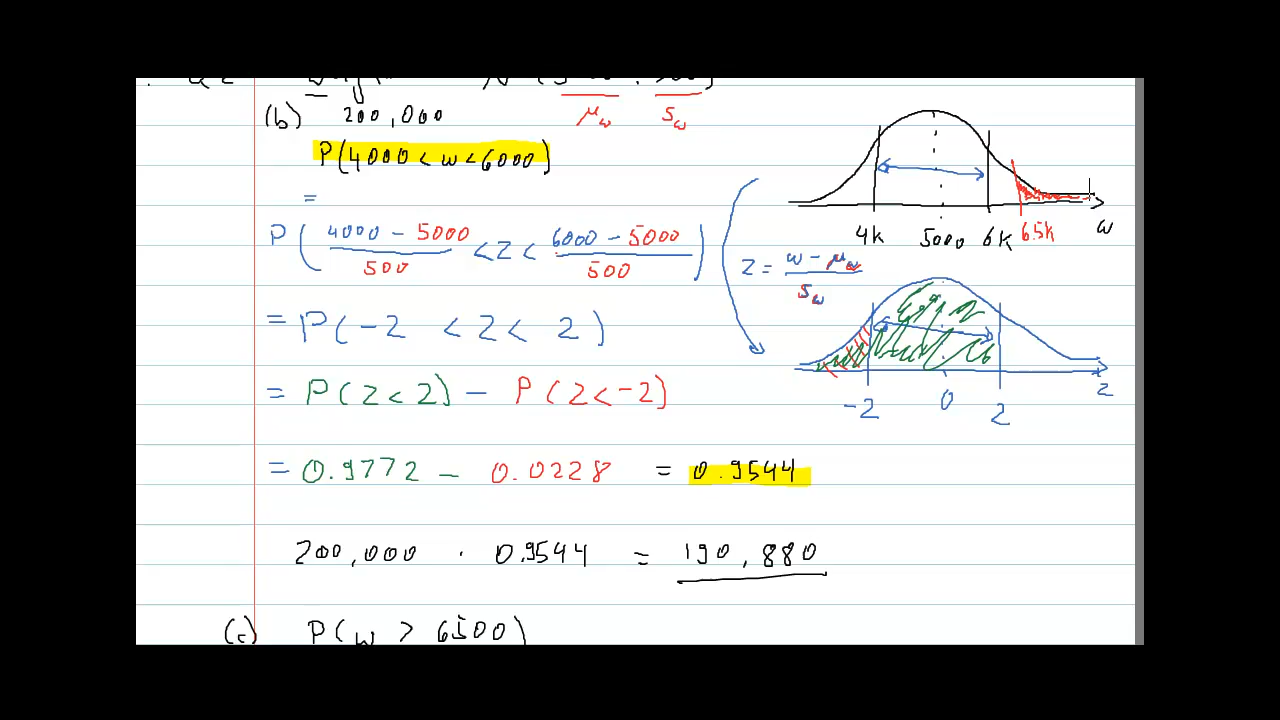 (b) 200,000
μw Sw
P(4000 < w < 6000)
=
P( 4000 - 5000 / 500 < Z < 6000 - 5000 / 500 )
= P(-2 < Z < 2)
= P(Z < 2) - P(Z < -2)
= 0.9772 - 0.0228 = 0.9544
200,000 · 0.9544 = 190,880
(c) P(w > 6500)
4k 5000 6k 6.5k w
Z = w - μw / Sw
-2 0 2 Z